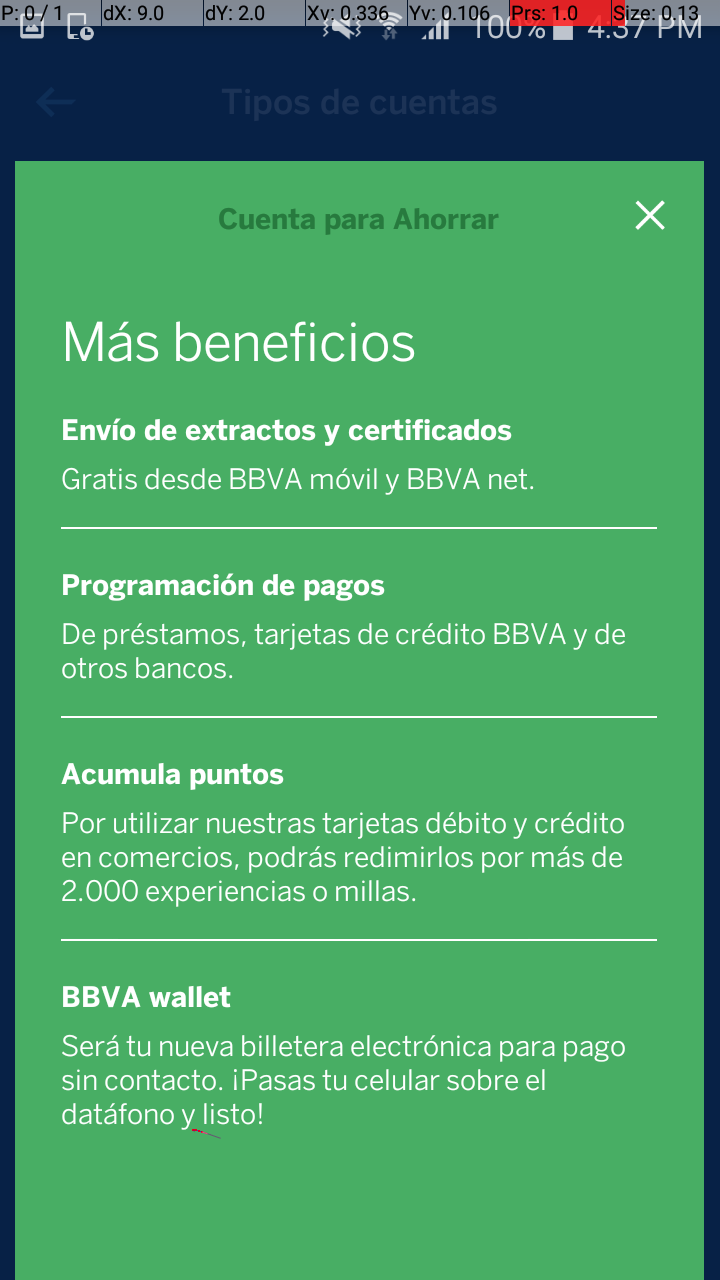 P: 0 / 1 dX: 9.0 dY: 2.0 Xv: 0.336 Yv: 0.106 Prs: 1.0 Size: 0.13
100% 4:37 PM
Tipos de cuentas
Cuenta para Ahorrar
Más beneficios
Envío de extractos y certificados
Gratis desde BBVA móvil y BBVA net.
Programación de pagos
De préstamos, tarjetas de crédito BBVA y de
otros bancos.
Acumula puntos
Por utilizar nuestras tarjetas débito y crédito
en comercios, podrás redimirlos por más de
2.000 experiencias o millas.
BBVA wallet
Será tu nueva billetera electrónica para pago
sin contacto. ¡Pasas tu celular sobre el
datáfono y listo!